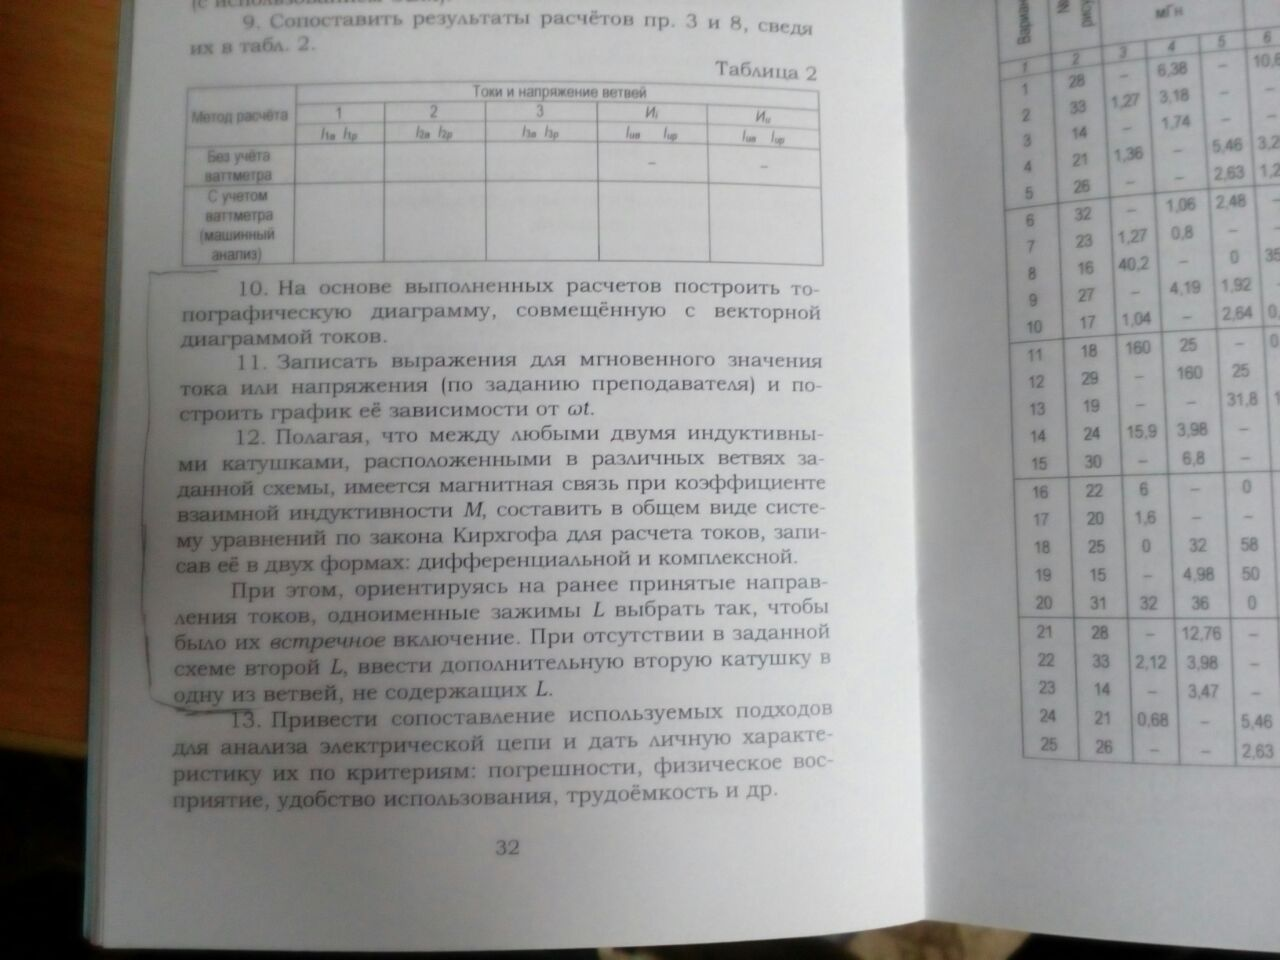 9. Сопоставить результаты расчётов пр. 3 и 8, сведя
их в табл. 2.
Таблица 2
Метод расчёта
Токи и напряжение ветвей
1 2 3 Иᵢ Иᵤ
I1в I1р I2в I2р I3в I3р Iив Iир Iив Iир
Без учёта
ваттметра
– –
С учетом
ваттметра
(машинный
анализ)
10. На основе выполненных расчетов построить то-
пографическую диаграмму, совмещённую с векторной
диаграммой токов.
11. Записать выражения для мгновенного значения
тока или напряжения (по заданию преподавателя) и по-
строить график её зависимости от ωt.
12. Полагая, что между любыми двумя индуктивны-
ми катушками, расположенными в различных ветвях за-
данной схемы, имеется магнитная связь при коэффициенте
взаимной индуктивности M, составить в общем виде систе-
му уравнений по закона Кирхгофа для расчета токов, запи-
сав её в двух формах: дифференциальной и комплексной.
При этом, ориентируясь на ранее принятые направ-
ления токов, одноименные зажимы L выбрать так, чтобы
было их встречное включение. При отсутствии в заданной
схеме второй L, ввести дополнительную вторую катушку в
одну из ветвей, не содержащих L.
13. Привести сопоставление используемых подходов
для анализа электрической цепи и дать личную характе-
ристику их по критериям: погрешности, физическое вос-
приятие, удобство использования, трудоёмкость и др.
32
мГн
1 2 3 4 5 6
1 28 – 6,38 –
2 33 1,27 3,18 –
3 14 – 1,74 –
4 21 1,36 – 5,46
5 26 – – 2,63
6 32 – 1,06 2,48
7 23 1,27 0,8 –
8 16 40,2 – 0
9 27 – 4,19 1,92
10 17 1,04 – 2,64
11 18 160 25 –
12 29 – 160 25
13 19 – – 31,8
14 24 15,9 3,98 –
15 30 – 6,8
16 22 6 – 0
17 20 1,6 – –
18 25 0 32 58
19 15 – 4,98 50
20 31 32 36 0
21 28 – 12,76 –
22 33 2,12 3,98 –
23 14 – 3,47 –
24 21 0,68 – 5,46
25 26 – – 2,63